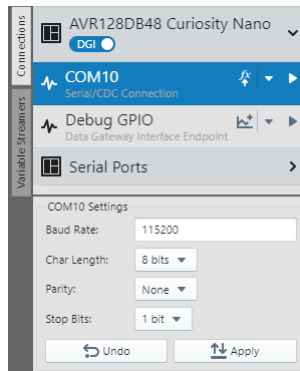 Connections
Variable Streamers
AVR128DB48 Curiosity Nano
DGI
COM10
Serial/CDC Connection
Debug GPIO
Data Gateway Interface Endpoint
Serial Ports
COM10 Settings
Baud Rate: 115200
Char Length: 8 bits
Parity: None
Stop Bits: 1 bit
Undo Apply